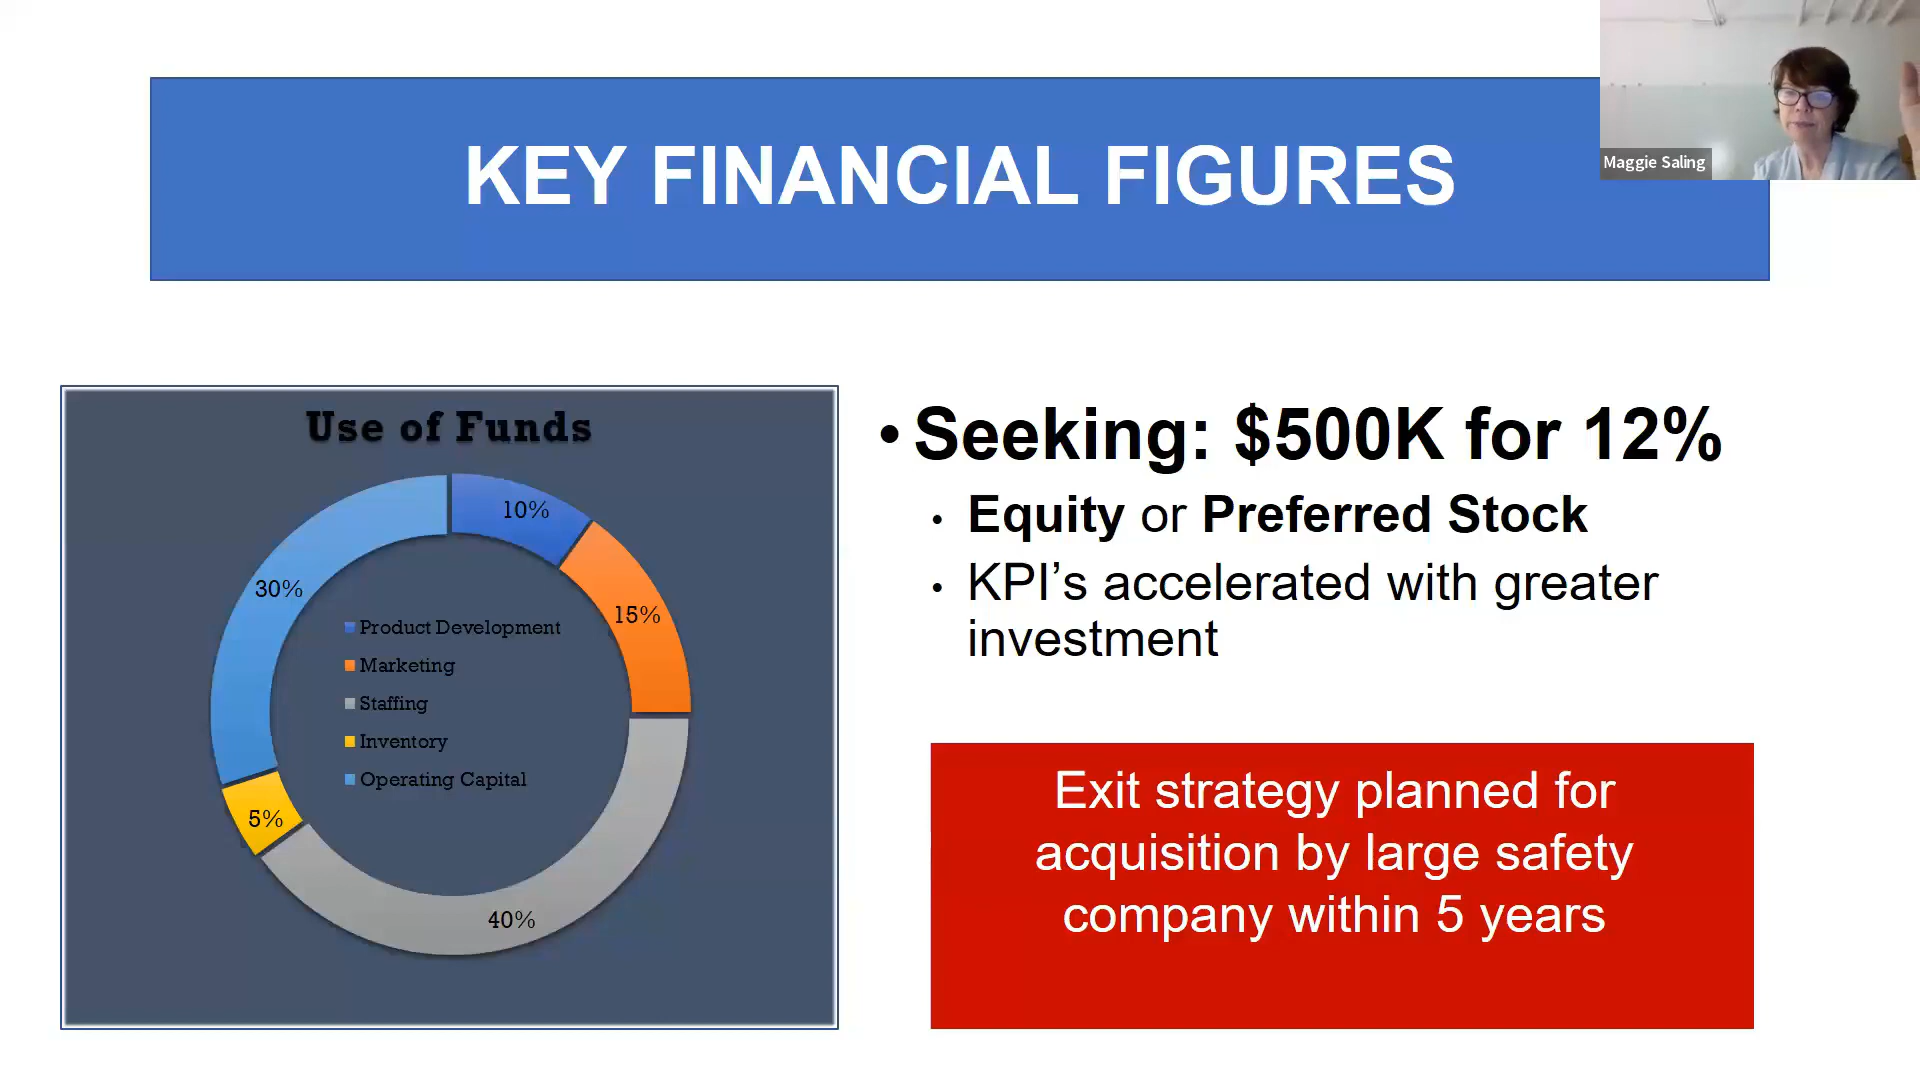 KEY FINANCIAL FIGURES
Maggie Saling
Use of Funds
10%
15%
30%
Product Development
Marketing
Staffing
Inventory
Operating Capital
5%
40%
• Seeking: $500K for 12%
• Equity or Preferred Stock
• KPI’s accelerated with greater
investment
Exit strategy planned for
acquisition by large safety
company within 5 years